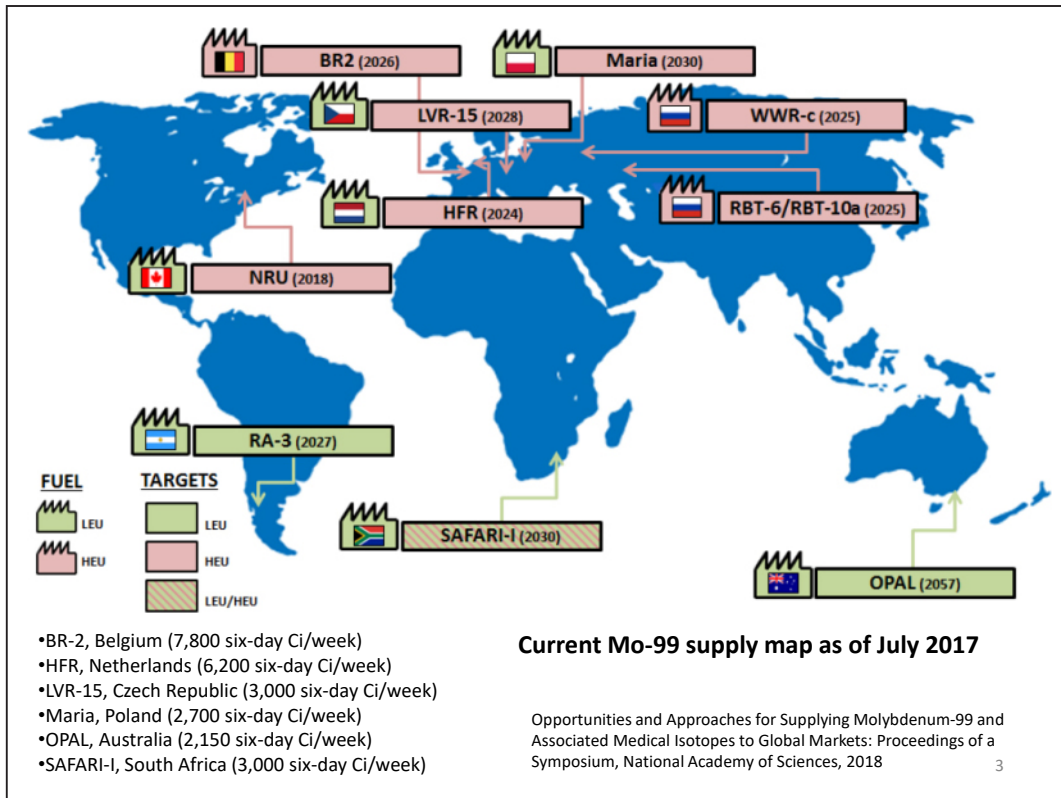 BR2 (2026)
Maria (2030)
LVR-15 (2028)
WWR-c (2025)
HFR (2024)
RBT-6/RBT-10a (2025)
NRU (2018)
RA-3 (2027)
FUEL
TARGETS
LEU
LEU
HEU
HEU
LEU/HEU
SAFARI-I (2030)
OPAL (2057)
•BR-2, Belgium (7,800 six-day Ci/week)
•HFR, Netherlands (6,200 six-day Ci/week)
•LVR-15, Czech Republic (3,000 six-day Ci/week)
•Maria, Poland (2,700 six-day Ci/week)
•OPAL, Australia (2,150 six-day Ci/week)
•SAFARI-I, South Africa (3,000 six-day Ci/week)
Current Mo-99 supply map as of July 2017
Opportunities and Approaches for Supplying Molybdenum-99 and
Associated Medical Isotopes to Global Markets: Proceedings of a
Symposium, National Academy of Sciences, 2018
3